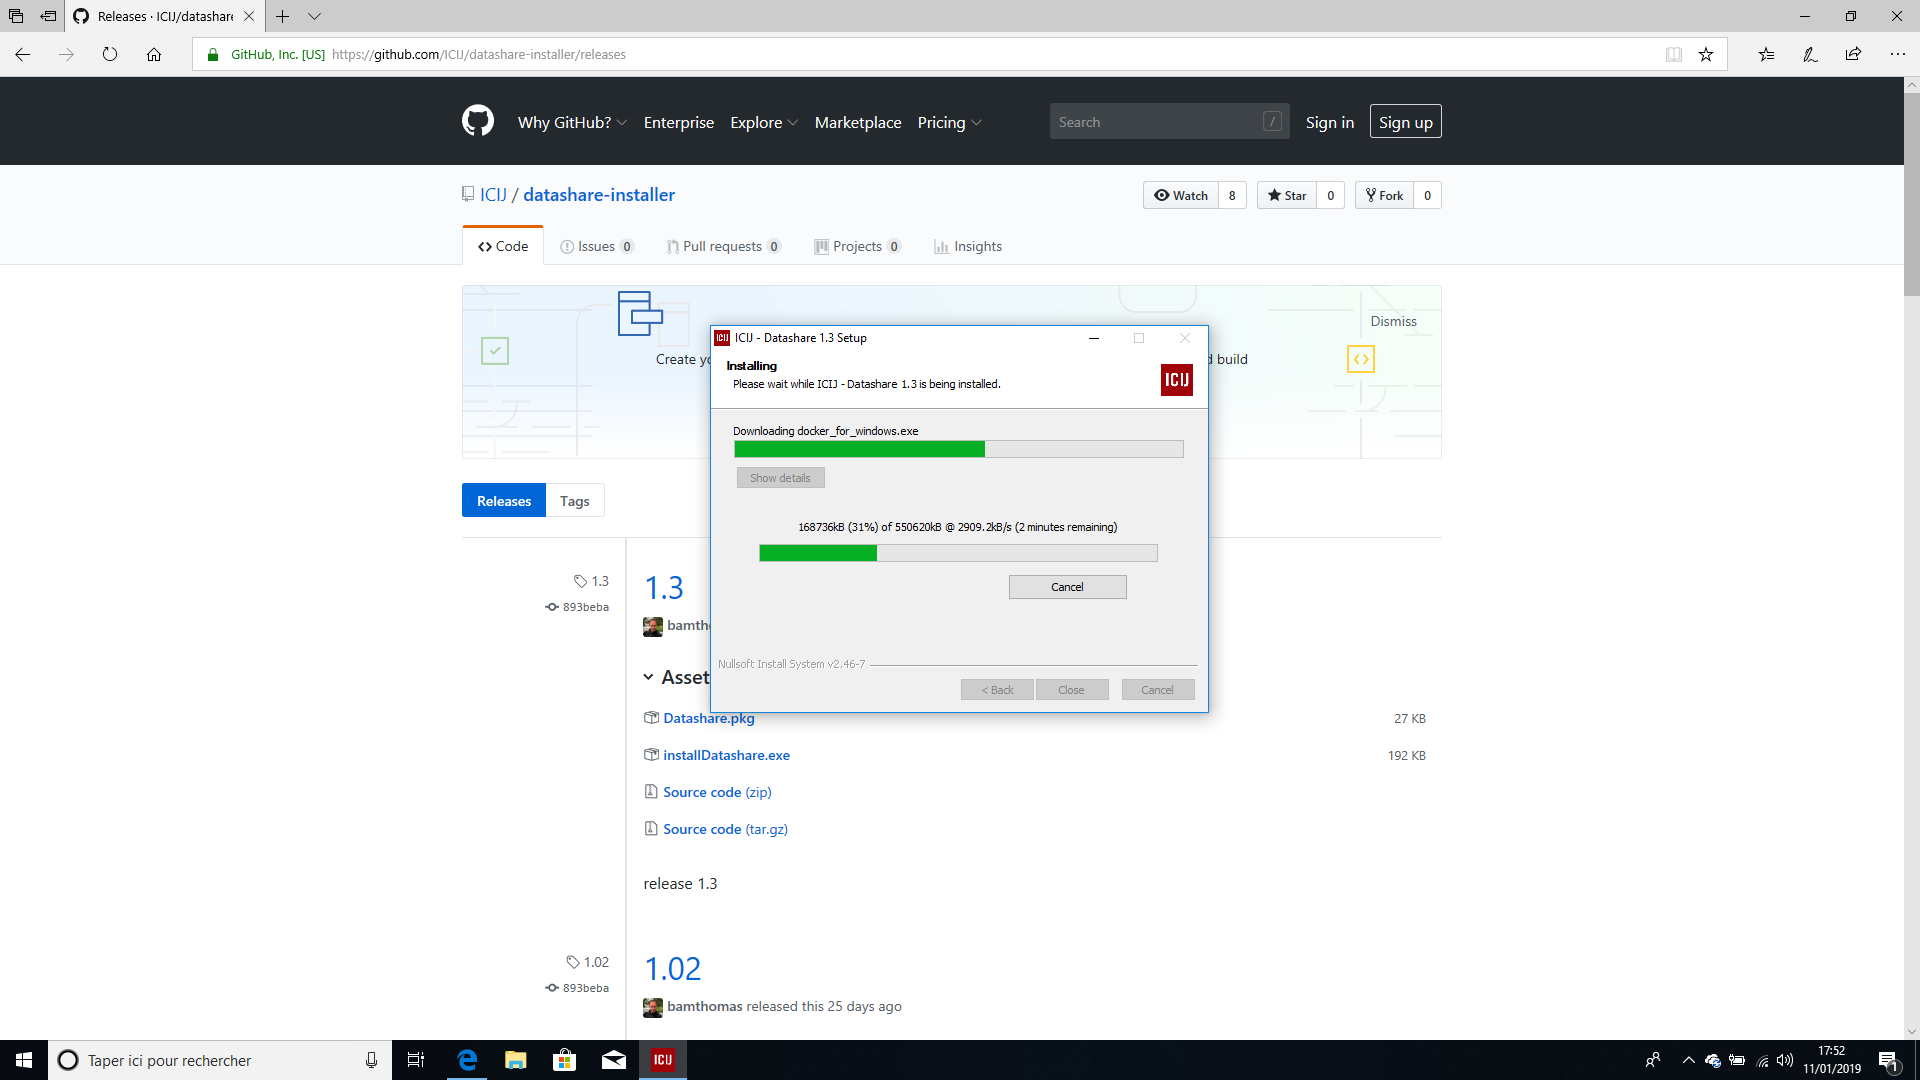 Releases · ICIJ/datashare
GitHub, Inc. [US] https://github.com/ICIJ/datashare-installer/releases
Why GitHub? Enterprise Explore Marketplace Pricing Search / Sign in Sign up
ICIJ / datashare-installer Watch 8 Star 0 Fork 0
Code Issues 0 Pull requests 0 Projects 0 Insights
Dismiss
Create yo
d build
ICIJ ICIJ - Datashare 1.3 Setup
Installing
Please wait while ICIJ - Datashare 1.3 is being installed.
ICIJ
Downloading docker_for_windows.exe
Show details
168736kB (31%) of 550620kB @ 2909.2kB/s (2 minutes remaining)
Cancel
Nullsoft Install System v2.46-7
< Back Close Cancel
Releases Tags
1.3
893beba
1.3
bamtho
Asset
Datashare.pkg 27 KB
installDatashare.exe 192 KB
Source code (zip)
Source code (tar.gz)
release 1.3
1.02
893beba
1.02
bamthomas released this 25 days ago
Taper ici pour rechercher
ICIJ
17:52
11/01/2019
1